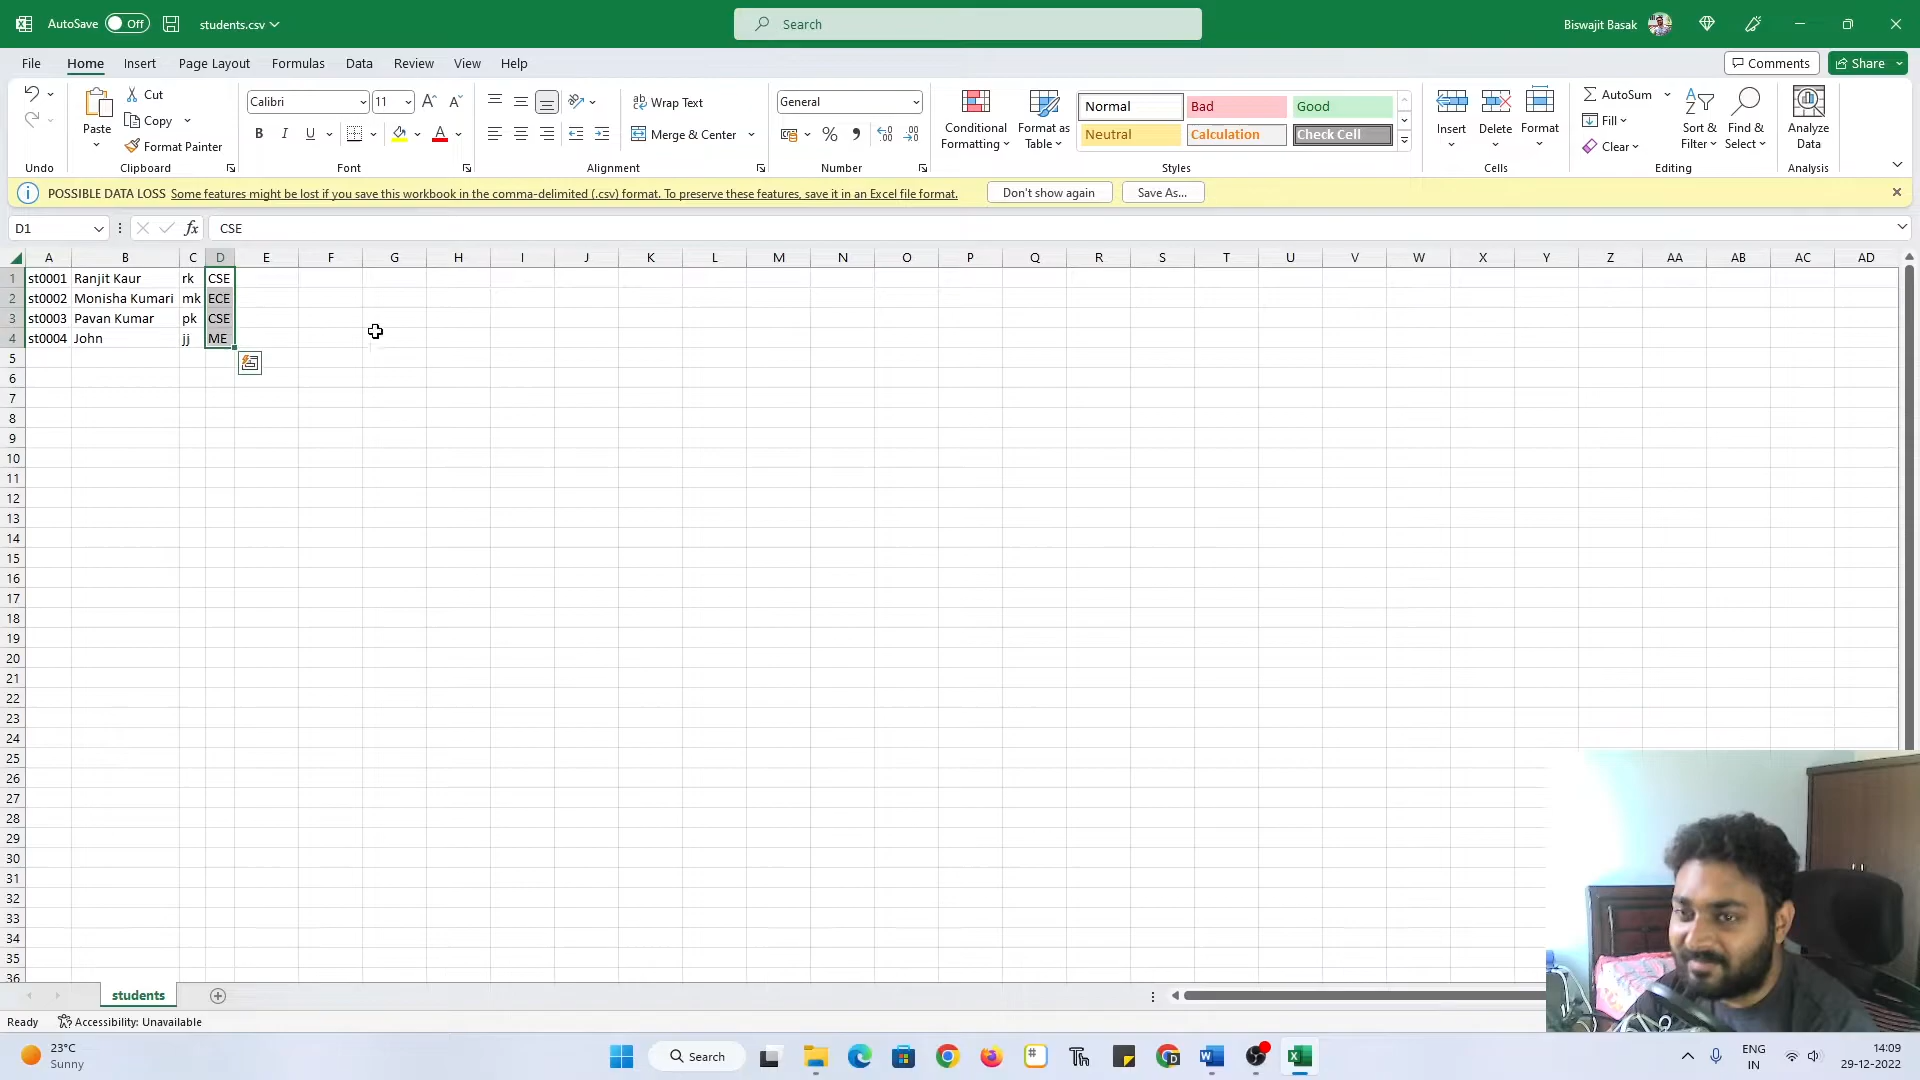 AutoSave Off students.csv Search Biswajit Basak
File Home Insert Page Layout Formulas Data Review View Help Comments Share
Paste Cut Copy Format Painter
Calibri 11 B I U A
Wrap Text Merge & Center
General % ,
Conditional Formatting Format as Table
Normal Bad Good
Neutral Calculation Check Cell
Insert Delete Format
AutoSum Fill Clear
Sort & Filter Find & Select Analyze Data
Undo Clipboard Font Alignment Number Styles Cells Editing Analysis
POSSIBLE DATA LOSS Some features might be lost if you save this workbook in the comma-delimited (.csv) format. To preserve these features, save it in an Excel file format. Don't show again Save As...
D1 fx CSE
A B C D E F G H I J K L M N O P Q R S T U V W X Y Z AA AB AC AD
1 st0001 Ranjit Kaur rk CSE
2 st0002 Monisha Kumari mk ECE
3 st0003 Pavan Kumar pk CSE
4 st0004 John jj ME
5
6
7
8
9
10
11
12
13
14
15
16
17
18
19
20
21
22
23
24
25
26
27
28
29
30
31
32
33
34
35
36
students
Ready Accessibility: Unavailable
23°C
Sunny
Search
ENG
IN
14:09
29-12-2022